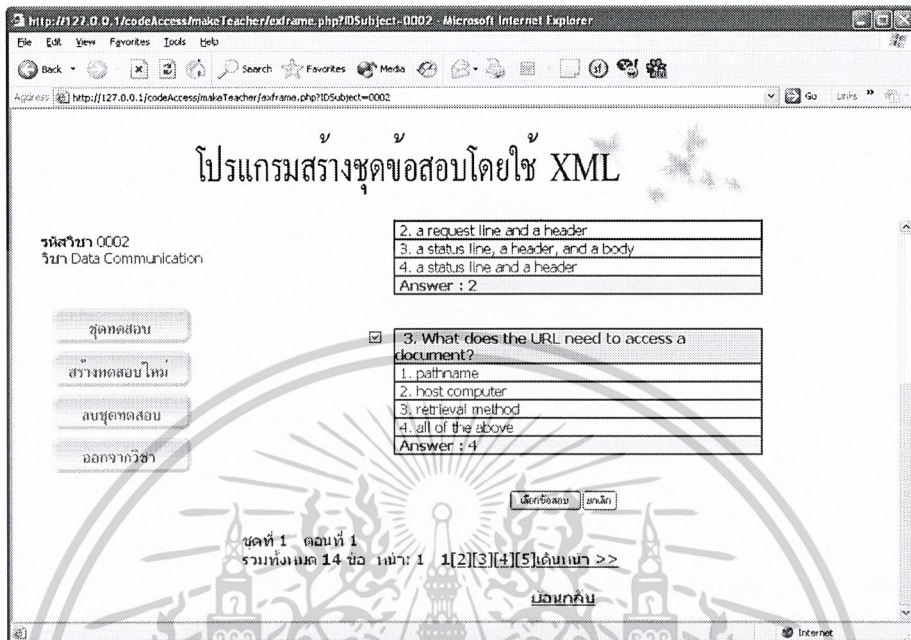 http://127.0.0.1/codeAccess/makeTeacher/exframe.php?IDSubject=0002 - Microsoft Internet Explorer
File Edit View Favorites Tools Help
Back Search Favorites Media
Address http://127.0.0.1/codeAccess/makeTeacher/exframe.php?IDSubject=0002 Go Links »
โปรแกรมสร้างชุดข้อสอบโดยใช้ XML
รหัสวิชา 0002
วิชา Data Communication
ชุดทดสอบ
สร้างทดสอบใหม่
ลบชุดทดสอบ
ออกจากวิชา
2. a request line and a header
3. a status line, a header, and a body
4. a status line and a header
Answer : 2
3. What does the URL need to access a
document?
1. pathname
2. host computer
3. retrieval method
4. all of the above
Answer : 4
เลือกข้อสอบ ยกเลิก
ชุดที่ 1 ตอนที่ 1
รวมทั้งหมด 14 ข้อ หน้า: 1 1[2][3][4][5]เดินหน้า >>
ย้อนกลับ
Internet